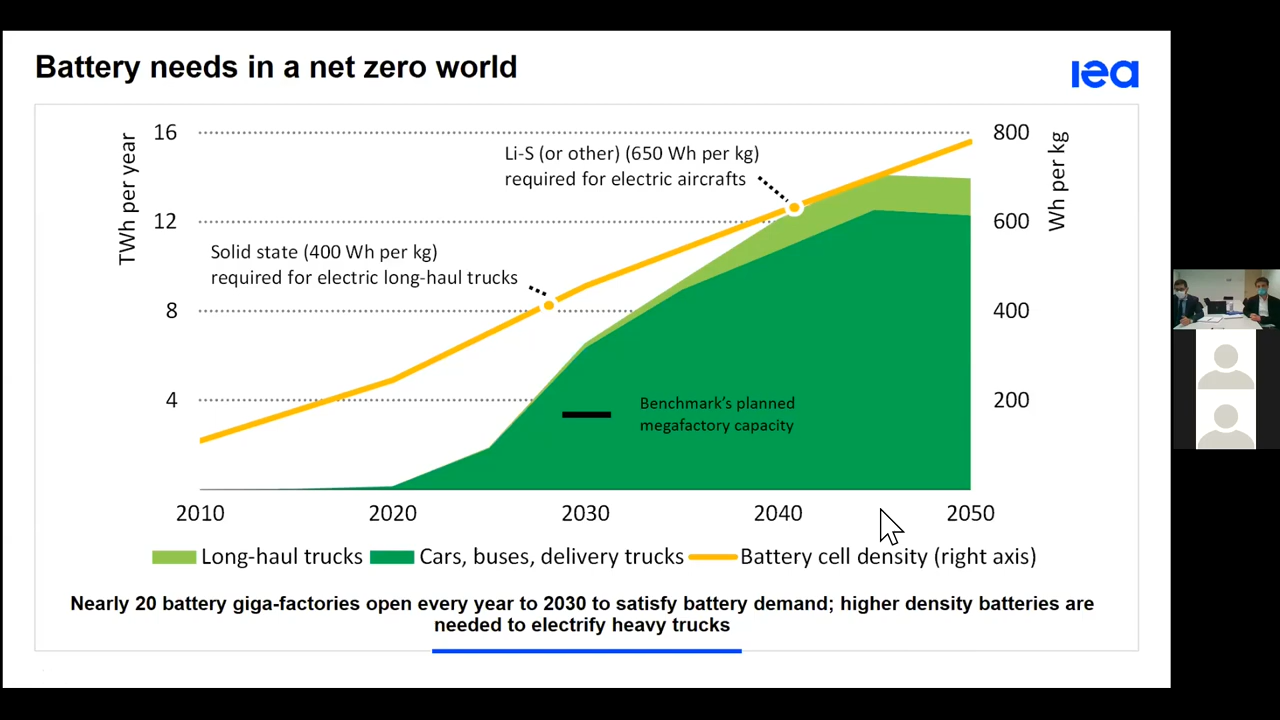 Battery needs in a net zero world
iea
TWh per year
16
12
8
4
800
600
400
200
Wh per kg
Li-S (or other) (650 Wh per kg)
required for electric aircrafts
Solid state (400 Wh per kg)
required for electric long-haul trucks
Benchmark's planned
megafactory capacity
2010 2020 2030 2040 2050
Long-haul trucks Cars, buses, delivery trucks Battery cell density (right axis)
Nearly 20 battery giga-factories open every year to 2030 to satisfy battery demand; higher density batteries are
needed to electrify heavy trucks